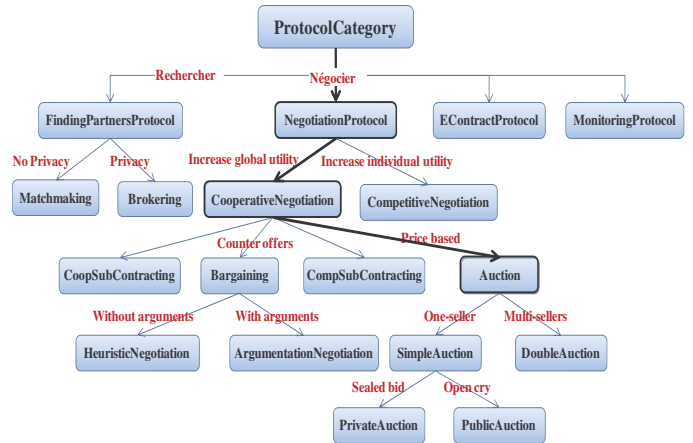 ProtocolCategory
Rechercher
Négocier
FindingPartnersProtocol
NegotiationProtocol
EContractProtocol
MonitoringProtocol
No Privacy
Privacy
Increase global utility
Increase individual utility
Matchmaking
Brokering
CooperativeNegotiation
CompetitiveNegotiation
Counter offers
Price based
CoopSubContracting
Bargaining
CompSubContracting
Auction
Without arguments
With arguments
One-seller
Multi-sellers
HeuristicNegotiation
ArgumentationNegotiation
SimpleAuction
DoubleAuction
Sealed bid
Open cry
PrivateAuction
PublicAuction